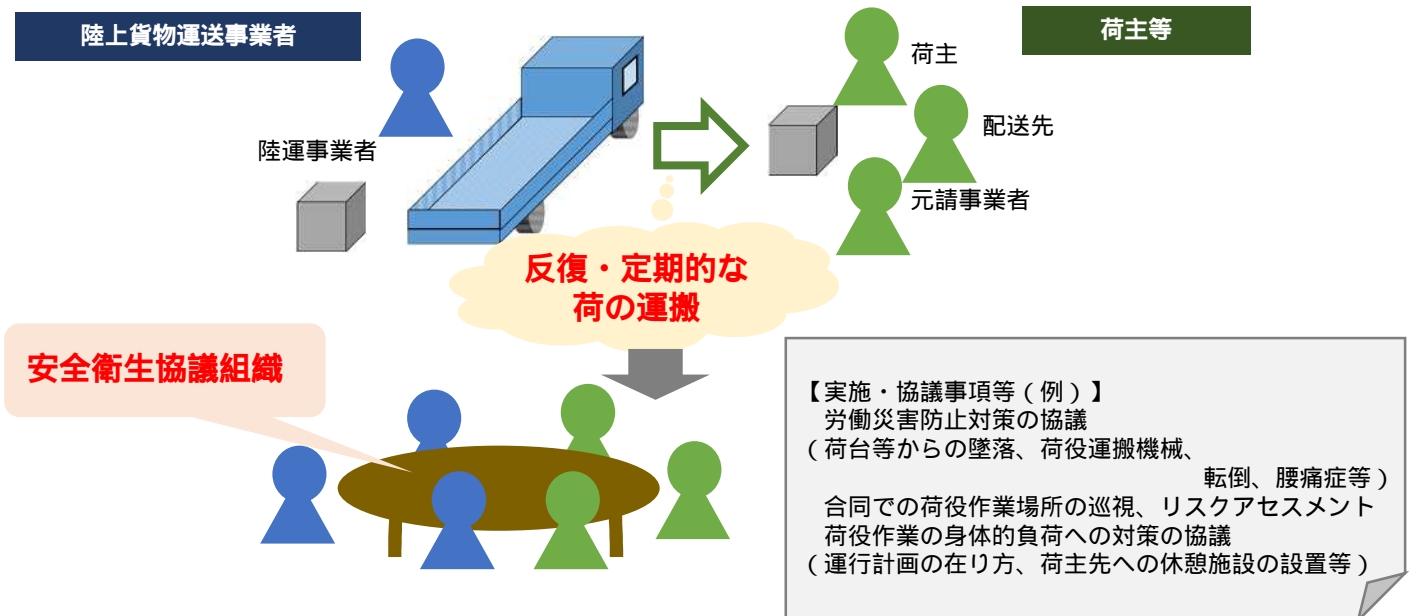 陸上貨物運送事業者
荷主等
荷主
配送先
陸運事業者
元請事業者
反復・定期的な
荷の運搬
安全衛生協議組織
【実施・協議事項等(例)】
労働災害防止対策の協議
(荷台等からの墜落、荷役運搬機械、
転倒、腰痛症等)
合同での荷役作業場所の巡視、リスクアセスメント
荷役作業の身体的負荷への対策の協議
(運行計画の在り方、荷主先への休憩施設の設置等)